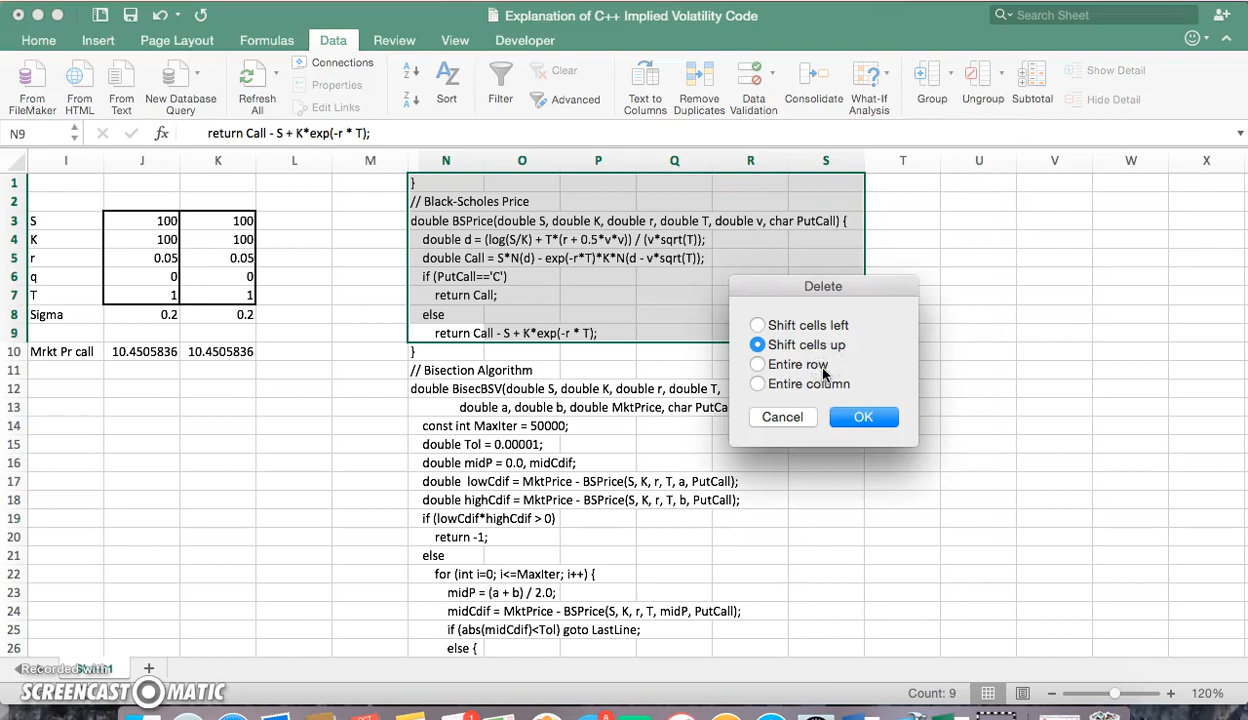 Explanation of C++ Implied Volatility Code
Search Sheet
Home Insert Page Layout Formulas Data Review View Developer
From FileMaker
From HTML
From Text
New Database Query
Refresh All
Connections
Properties
Edit Links
Sort
Filter
Clear
Advanced
Text to Columns
Remove Duplicates
Data Validation
Consolidate
What-If Analysis
Group
Ungroup
Subtotal
Show Detail
Hide Detail
N9 fx return Call - S + K*exp(-r * T);
I J K L M N O P Q R S T U V W X
1 }
2 // Black-Scholes Price
3 S 100 100 double BSPrice(double S, double K, double r, double T, double v, char PutCall) {
4 K 100 100 double d = (log(S/K) + T*(r + 0.5*v*v)) / (v*sqrt(T));
5 r 0.05 0.05 double Call = S*N(d) - exp(-r*T)*K*N(d - v*sqrt(T));
6 q 0 0 if (PutCall=='C')
7 T 1 1 return Call;
8 Sigma 0.2 0.2 else
9 return Call - S + K*exp(-r * T);
10 Mrkt Pr call 10.4505836 10.4505836 }
11 // Bisection Algorithm
12 double BisecBSV(double S, double K, double r, double T,
13 double a, double b, double MktPrice, char PutCa
14 const int MaxIter = 50000;
15 double Tol = 0.00001;
16 double midP = 0.0, midCdif;
17 double lowCdif = MktPrice - BSPrice(S, K, r, T, a, PutCall);
18 double highCdif = MktPrice - BSPrice(S, K, r, T, b, PutCall);
19 if (lowCdif*highCdif > 0)
20 return -1;
21 else
22 for (int i=0; i<=MaxIter; i++) {
23 midP = (a + b) / 2.0;
24 midCdif = MktPrice - BSPrice(S, K, r, T, midP, PutCall);
25 if (abs(midCdif)<Tol) goto LastLine;
26 else {
Delete
Shift cells left
Shift cells up
Entire row
Entire column
Cancel OK
Recorded with
SCREENCAST MATIC
Count: 9
120%